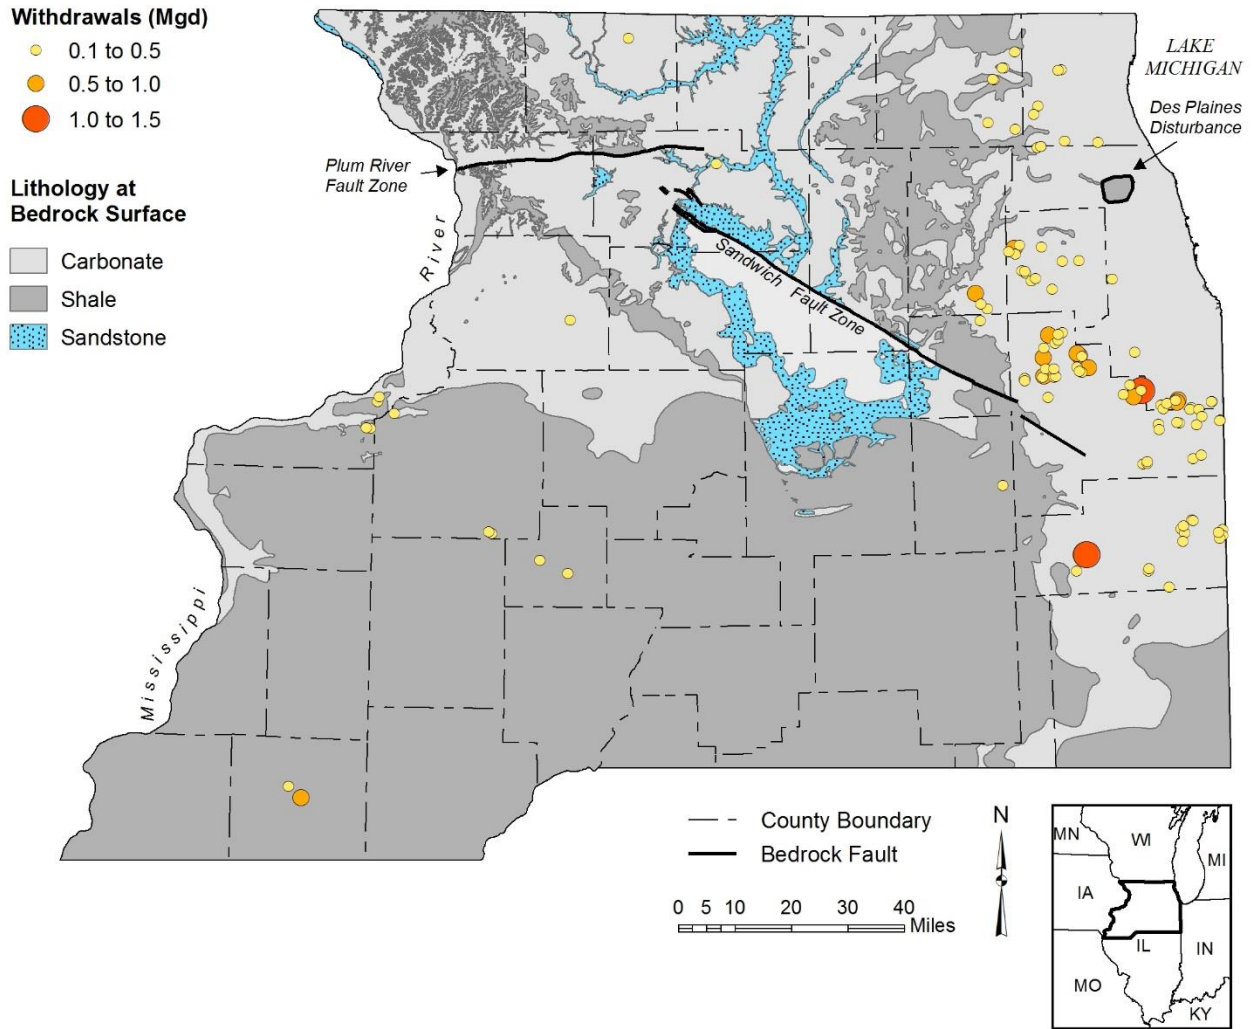 Withdrawals (Mgd)
0.1 to 0.5
0.5 to 1.0
1.0 to 1.5
Lithology at
Bedrock Surface
Carbonate
Shale
Sandstone
LAKE
MICHIGAN
Des Plaines
Disturbance
Plum River
Fault Zone
Sandwich Fault Zone
Mississippi River
County Boundary
Bedrock Fault
0 5 10 20 30 40
Miles
N
MN
WI
MI
IA
IL
IN
MO
KY